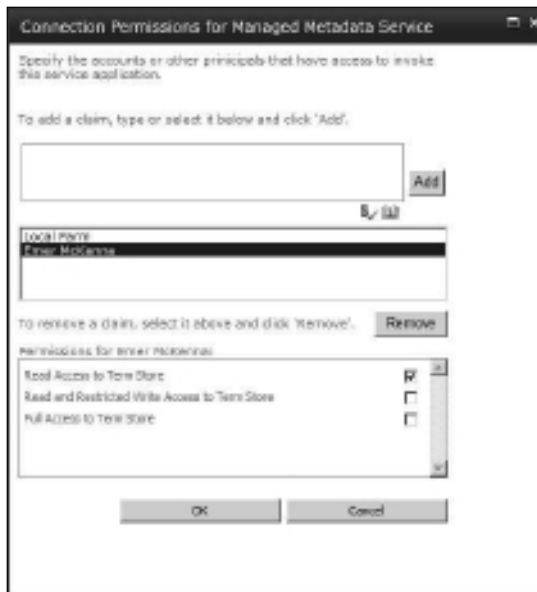 Connection Permissions for Managed Metadata Service
Specify the accounts or other prinicipals that have access to invoke
this service application.
To add a claim, type or select it below and click 'Add'.
Add
Local Farm
Emer McKenna
To remove a claim, select it above and click 'Remove'.
Remove
Permissions for Emer McKenna:
Read Access to Term Store
Read and Restricted Write Access to Term Store
Full Access to Term Store
OK
Cancel